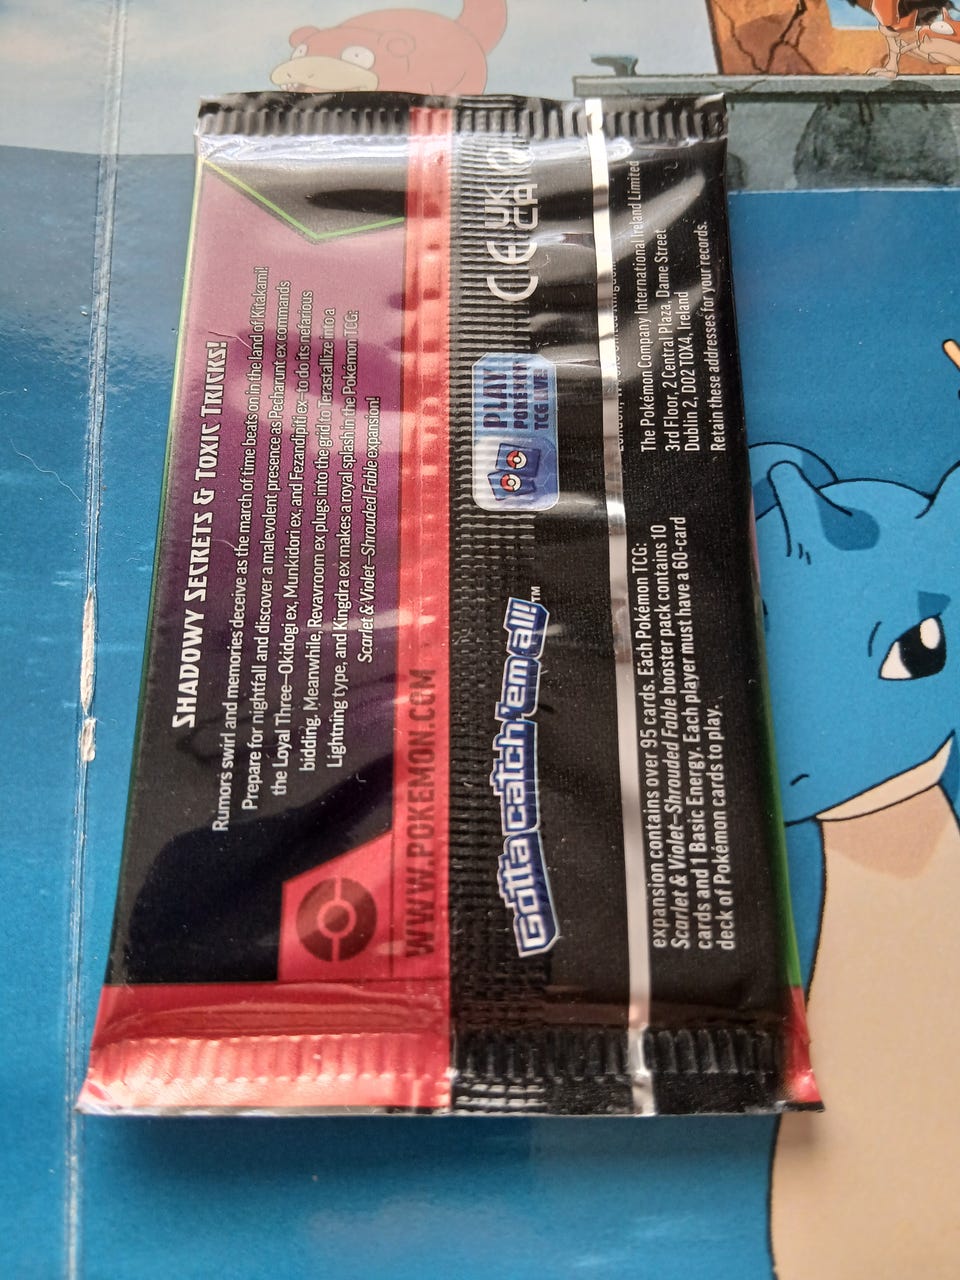 SHADOWY SECRETS & TOXIC TRICKS!
Rumors swirl and memories deceive as the march of time beats on in the land of Kitakami!
Prepare for nightfall and discover a malevolent presence as Pecharunt ex commands
the Loyal Three—Okidogi ex, Munkidori ex, and Fezandipiti ex—to do its nefarious
bidding. Meanwhile, Revavroom ex plugs into the grid to Terastallize into a
Lightning type, and Kingdra ex makes a royal splash in the Pokémon TCG:
Scarlet & Violet—Shrouded Fable expansion!
WWW.POKEMON.COM
Gotta catch 'em all!™
PLAY!
POKÉMON
TCG LIVE
CE UK CA
expansion contains over 95 cards. Each Pokémon TCG:
Scarlet & Violet—Shrouded Fable booster pack contains 10
cards and 1 Basic Energy. Each player must have a 60-card
deck of Pokémon cards to play.
The Pokémon Company International Ireland Limited
3rd Floor, 2 Central Plaza, Dame Street
Dublin 2, D02 T0X4, Ireland
Retain these addresses for your records.